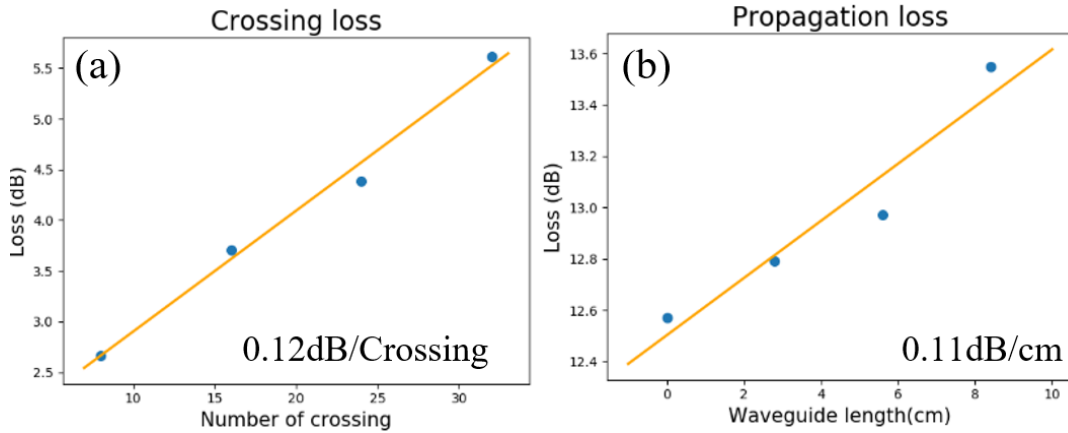 Crossing loss
(a)
5.5
5.0
4.5
4.0
3.5
3.0
2.5
Loss (dB)
0.12dB/Crossing
10
15
20
25
30
Number of crossing
Propagation loss
(b)
13.6
13.4
13.2
13.0
12.8
12.6
12.4
Loss (dB)
0.11dB/cm
0
2
4
6
8
10
Waveguide length(cm)